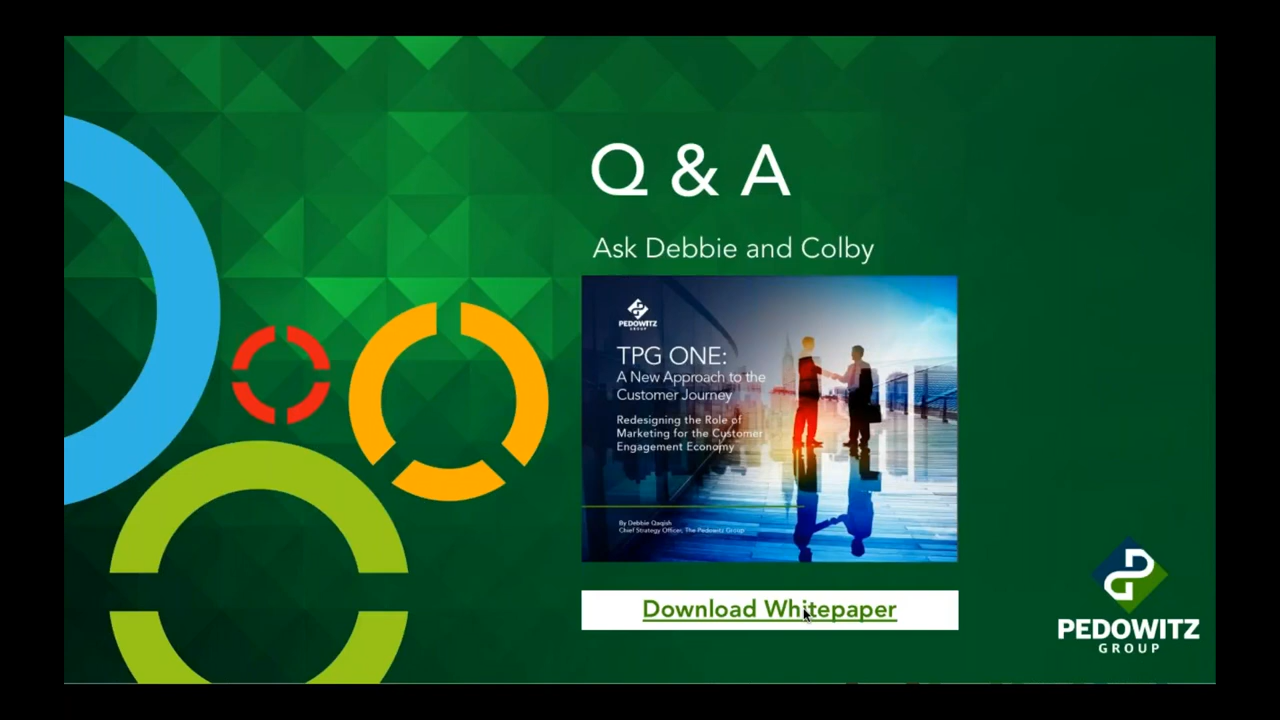 Q & A
Ask Debbie and Colby
PEDOWITZ
GROUP
TPG ONE:
A New Approach to the
Customer Journey
Redesigning the Role of
Marketing for the Customer
Engagement Economy
By Debbie Qaqish
Chief Strategy Officer, The Pedowitz Group
Download Whitepaper
PEDOWITZ
GROUP